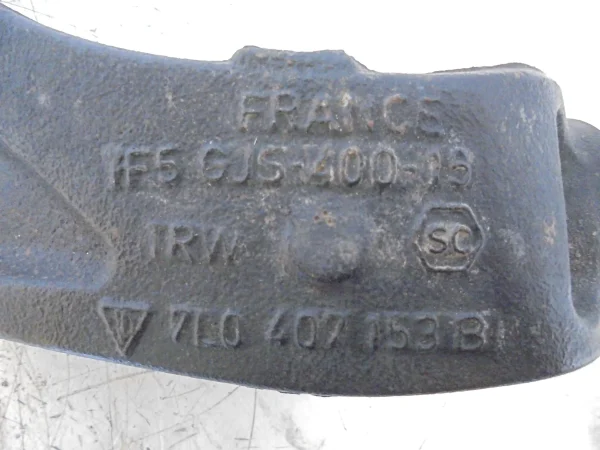 FRANCE
1F5 GJS-400-18
TRW SC
7L0 407 153 B